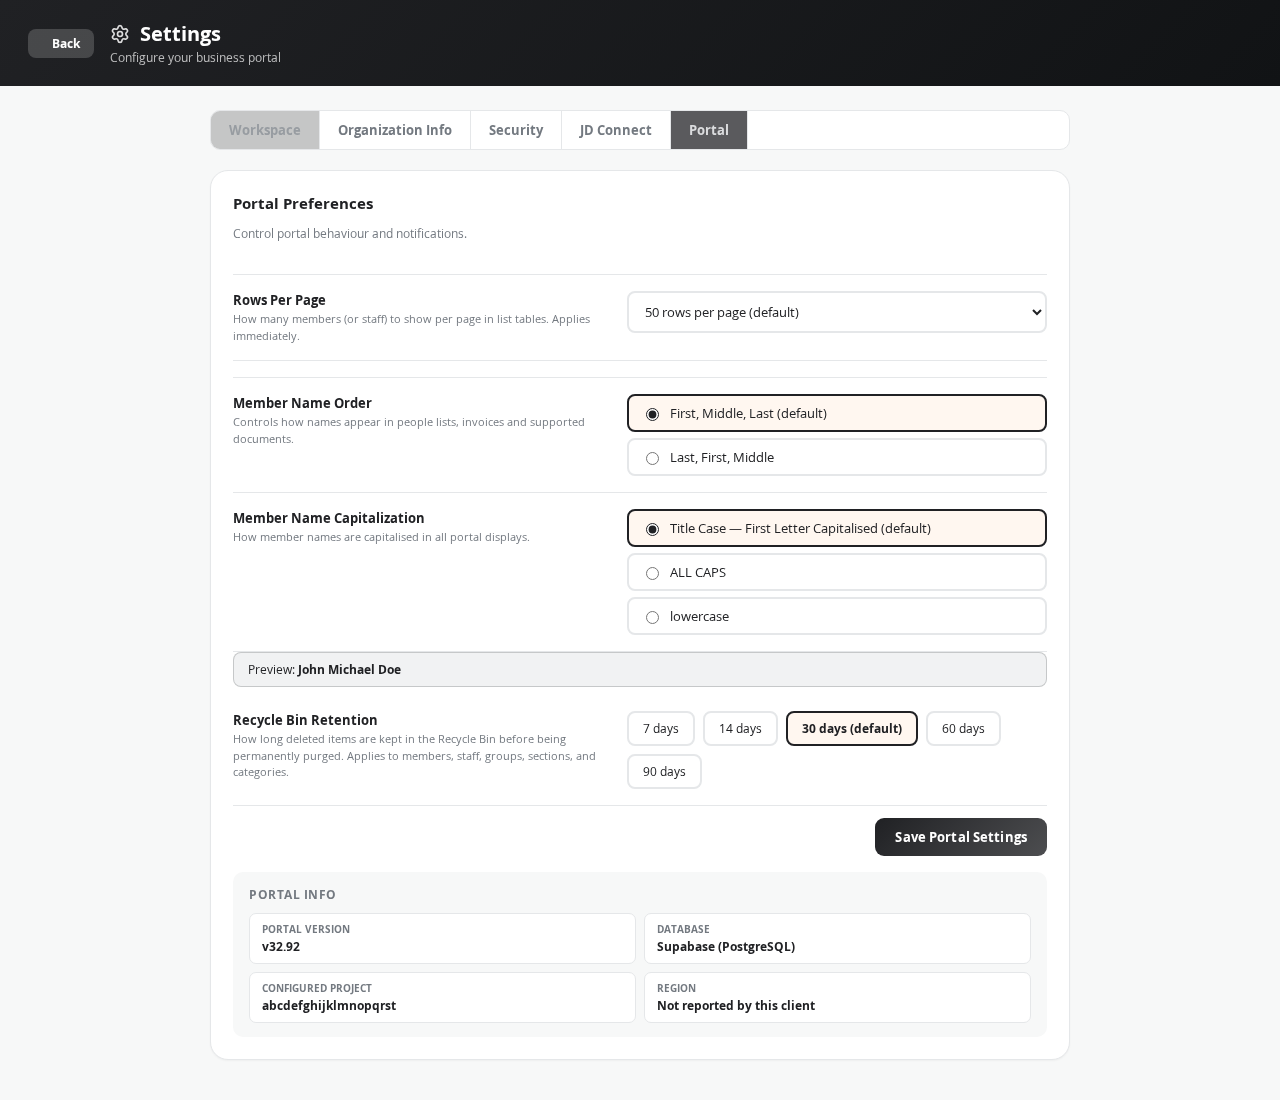 Back
Settings
Configure your business portal
Workspace
Organization Info
Security
JD Connect
Portal
Portal Preferences
Control portal behaviour and notifications.
Rows Per Page
How many members (or staff) to show per page in list tables. Applies
immediately.
50 rows per page (default)
Member Name Order
Controls how names appear in people lists, invoices and supported
documents.
First, Middle, Last (default)
Last, First, Middle
Member Name Capitalization
How member names are capitalised in all portal displays.
Title Case — First Letter Capitalised (default)
ALL CAPS
lowercase
Preview: John Michael Doe
Recycle Bin Retention
How long deleted items are kept in the Recycle Bin before being
permanently purged. Applies to members, staff, groups, sections, and
categories.
7 days
14 days
30 days (default)
60 days
90 days
Save Portal Settings
PORTAL INFO
PORTAL VERSION
v32.92
DATABASE
Supabase (PostgreSQL)
CONFIGURED PROJECT
abcdefghijklmnopqrst
REGION
Not reported by this client